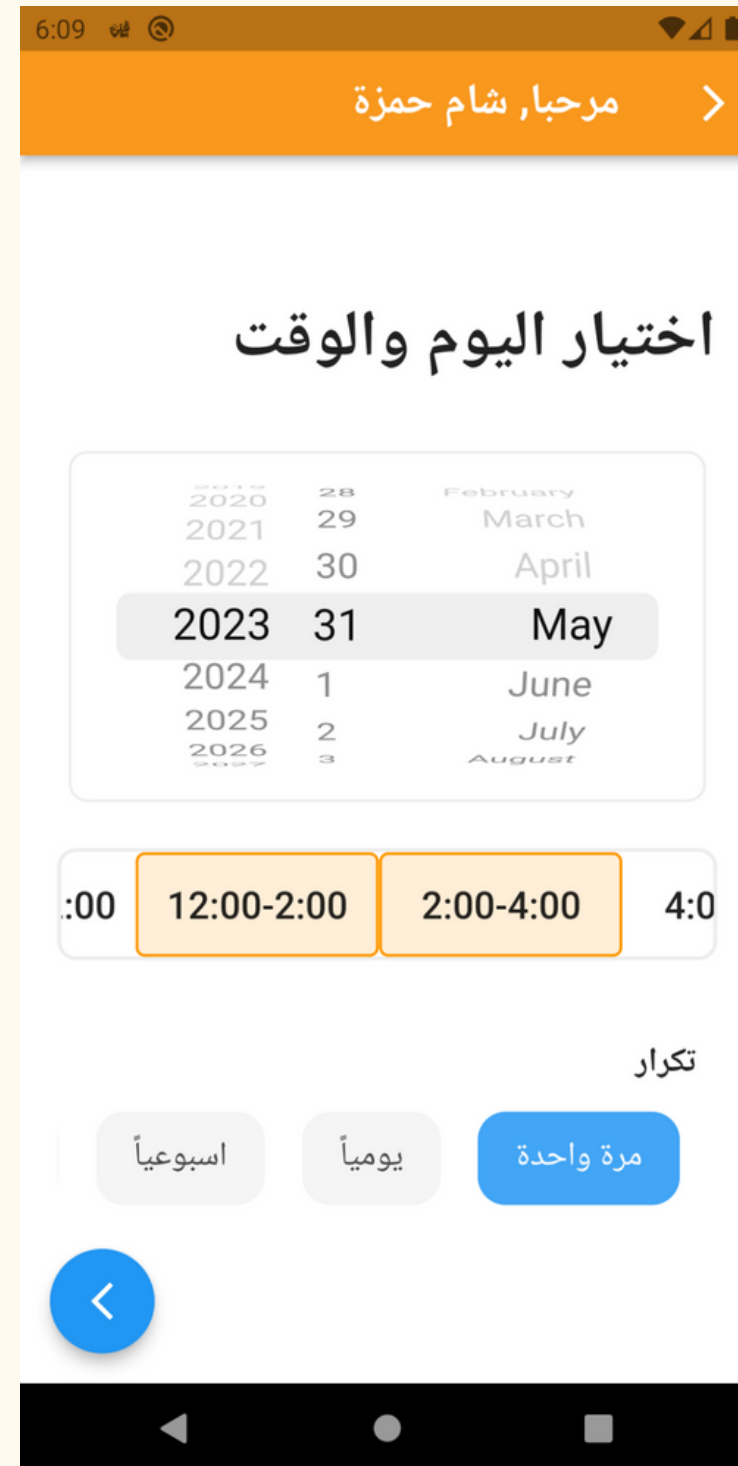 6:09
مرحبا, شام حمزة
اختيار اليوم والوقت
2019
2020 28 February
2021 29 March
2022 30 April
2023 31 May
2024 1 June
2025 2 July
2026 3 August
2027
:00 12:00-2:00 2:00-4:00 4:0
تكرار
مرة واحدة يومياً اسبوعياً